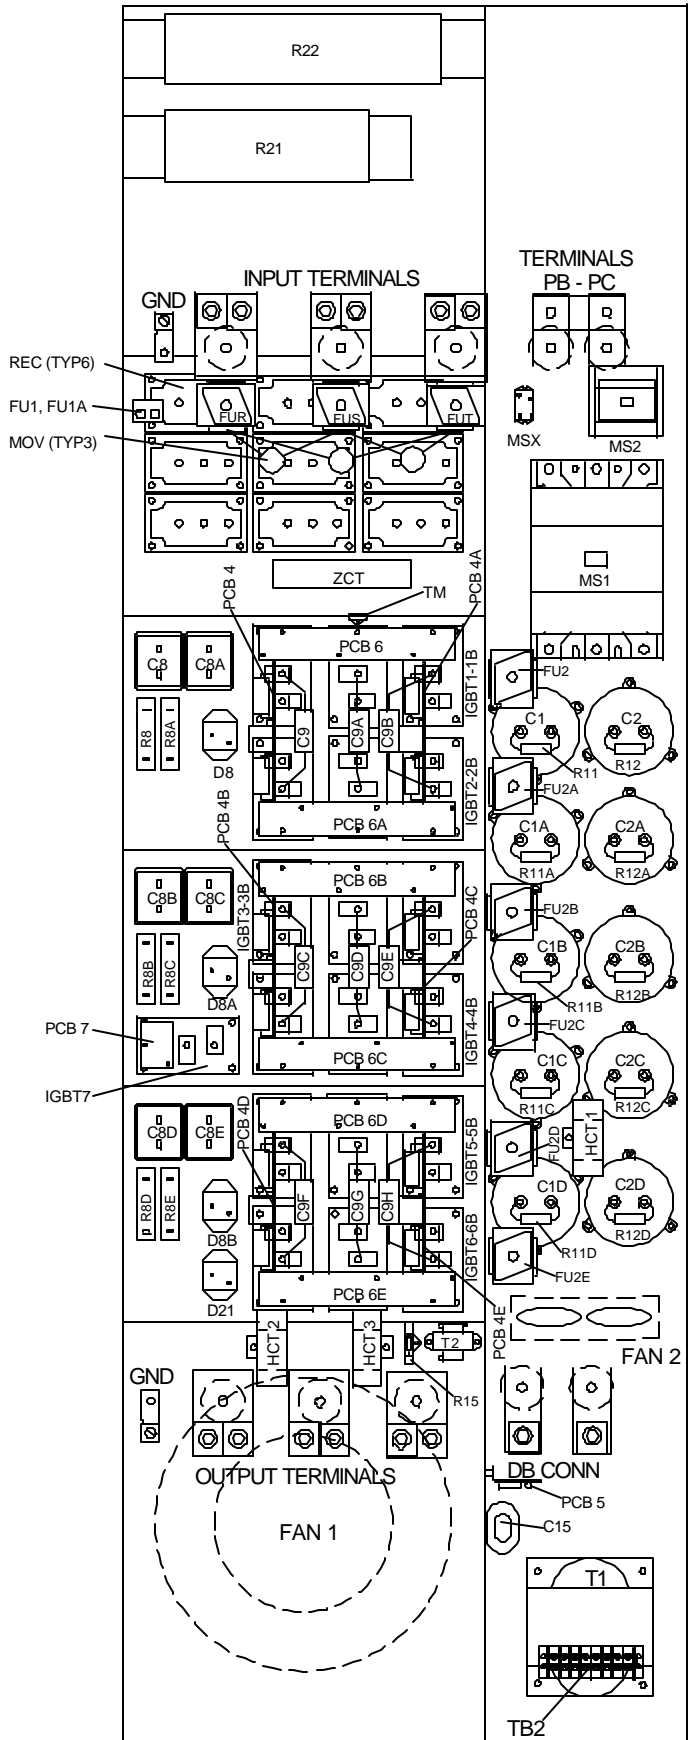 R22
R21
TERMINALS
PB - PC
INPUT TERMINALS
GND
REC (TYP6)
FU1, FU1A
MOV (TYP3)
FUR
FUS
FUT
MSX
MS2
ZCT
MS1
TM
PCB 4
PCB 4A
PCB 6
C8
C8A
IGBT1-1B
FU2
R8
R8A
C9
C9A
C9B
C1
C2
D8
R11
R12
IGBT2-2B
FU2A
PCB 4B
PCB 6A
C1A
C2A
R11A
R12A
C8B
C8C
IGBT3-3B
PCB 6B
PCB 4C
FU2B
R8B
R8C
C9C
C9D
C9E
C1B
C2B
D8A
R11B
R12B
PCB 7
IGBT4-4B
FU2C
PCB 6C
C1C
C2C
IGBT7
R11C
R12C
C8D
C8E
PCB 4D
PCB 6D
IGBT5-5B
FU2D
HCT 1
R8D
R8E
C9F
C9G
C9H
C1D
C2D
D8B
IGBT6-6B
R11D
R12D
D21
PCB 6E
FU2E
PCB 4E
HCT 2
HCT 3
T2
FAN 2
GND
R15
OUTPUT TERMINALS
DB CONN
PCB 5
FAN 1
C15
T1
TB2